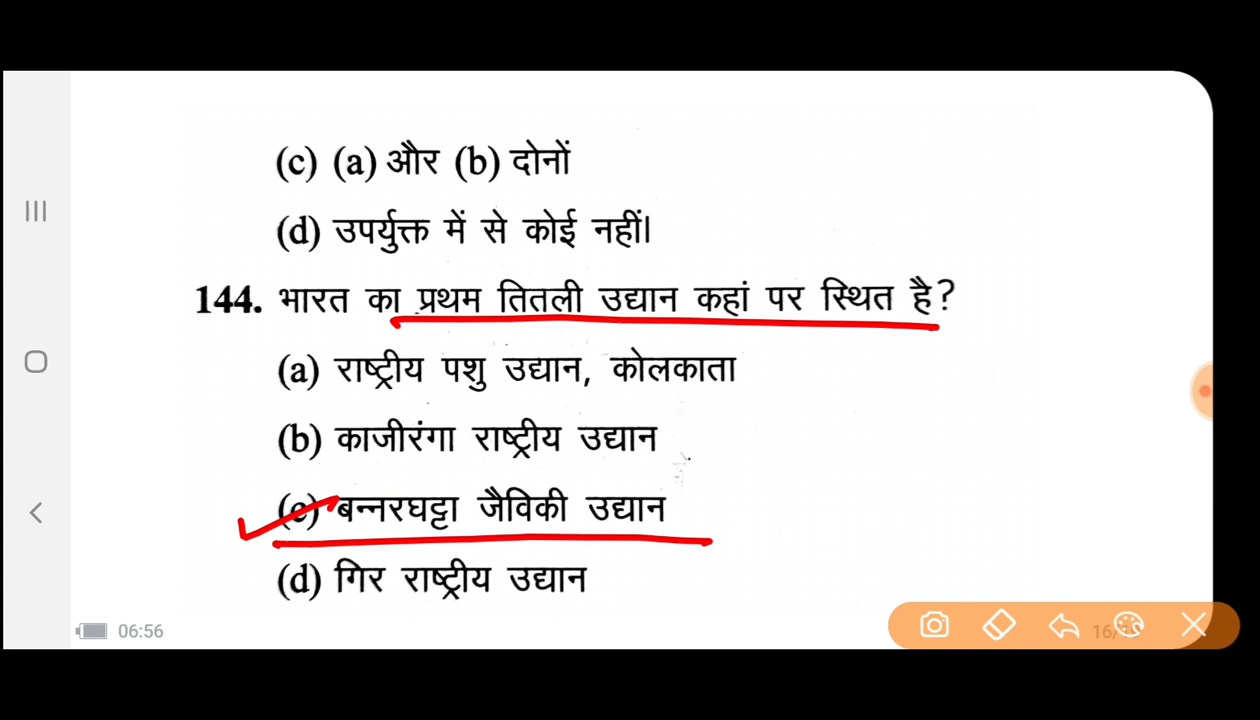 (c) (a) और (b) दोनों
(d) उपर्युक्त में से कोई नहीं।
144. भारत का प्रथम तितली उद्यान कहां पर स्थित है?
(a) राष्ट्रीय पशु उद्यान, कोलकाता
(b) काजीरंगा राष्ट्रीय उद्यान
(c) बन्नरघट्टा जैविकी उद्यान
(d) गिर राष्ट्रीय उद्यान
06:56